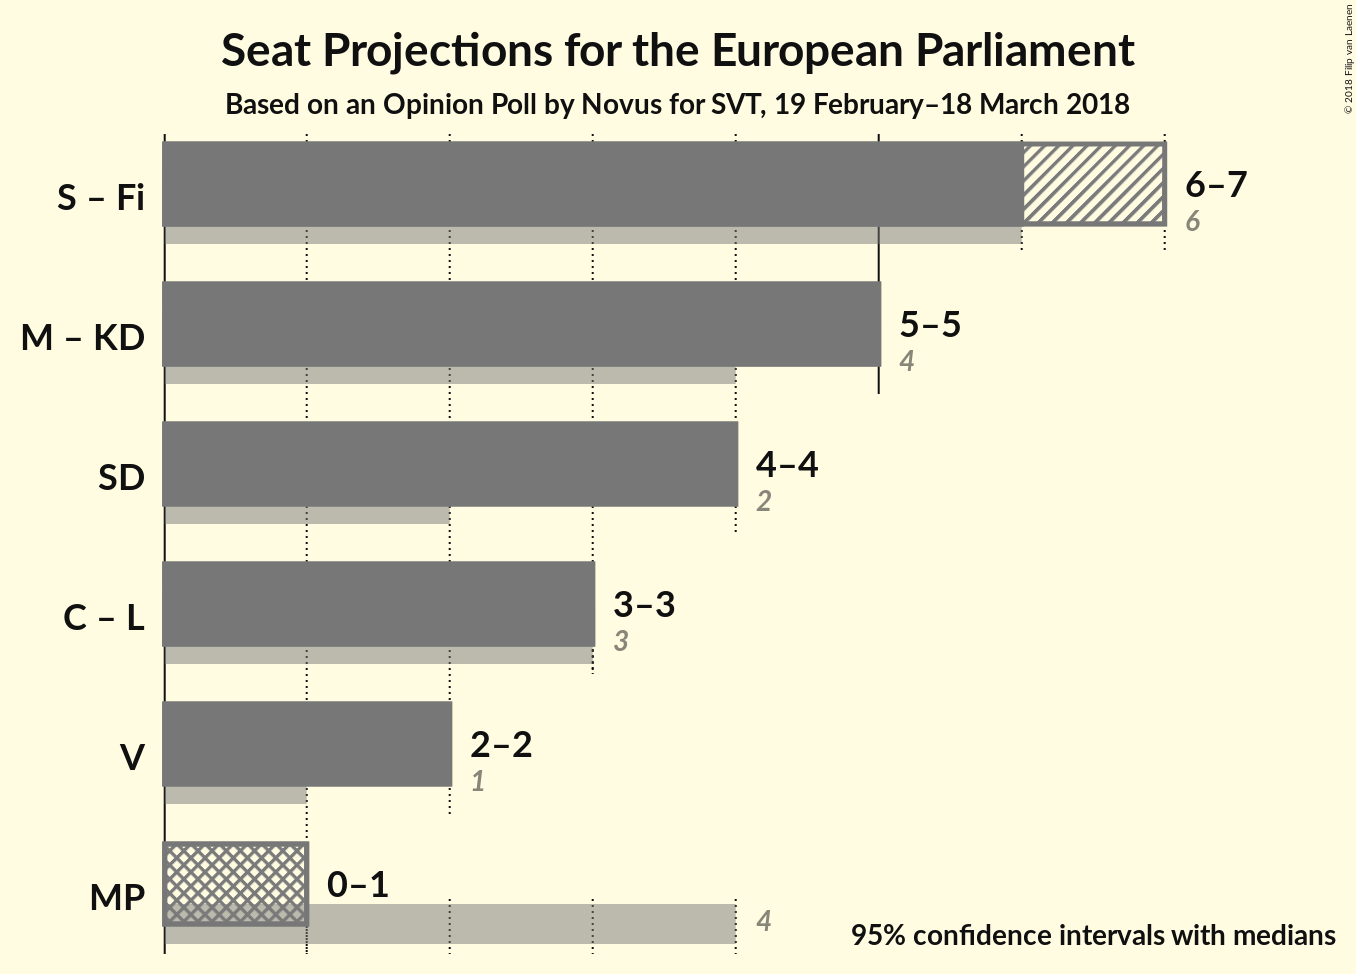 Seat Projections for the European Parliament
Based on an Opinion Poll by Novus for SVT, 19 February–18 March 2018
© 2018 Filip van Laenen
S – Fi
6–7
6
M – KD
5–5
4
SD
4–4
2
C – L
3–3
3
V
2–2
1
MP
0–1
4
95% confidence intervals with medians